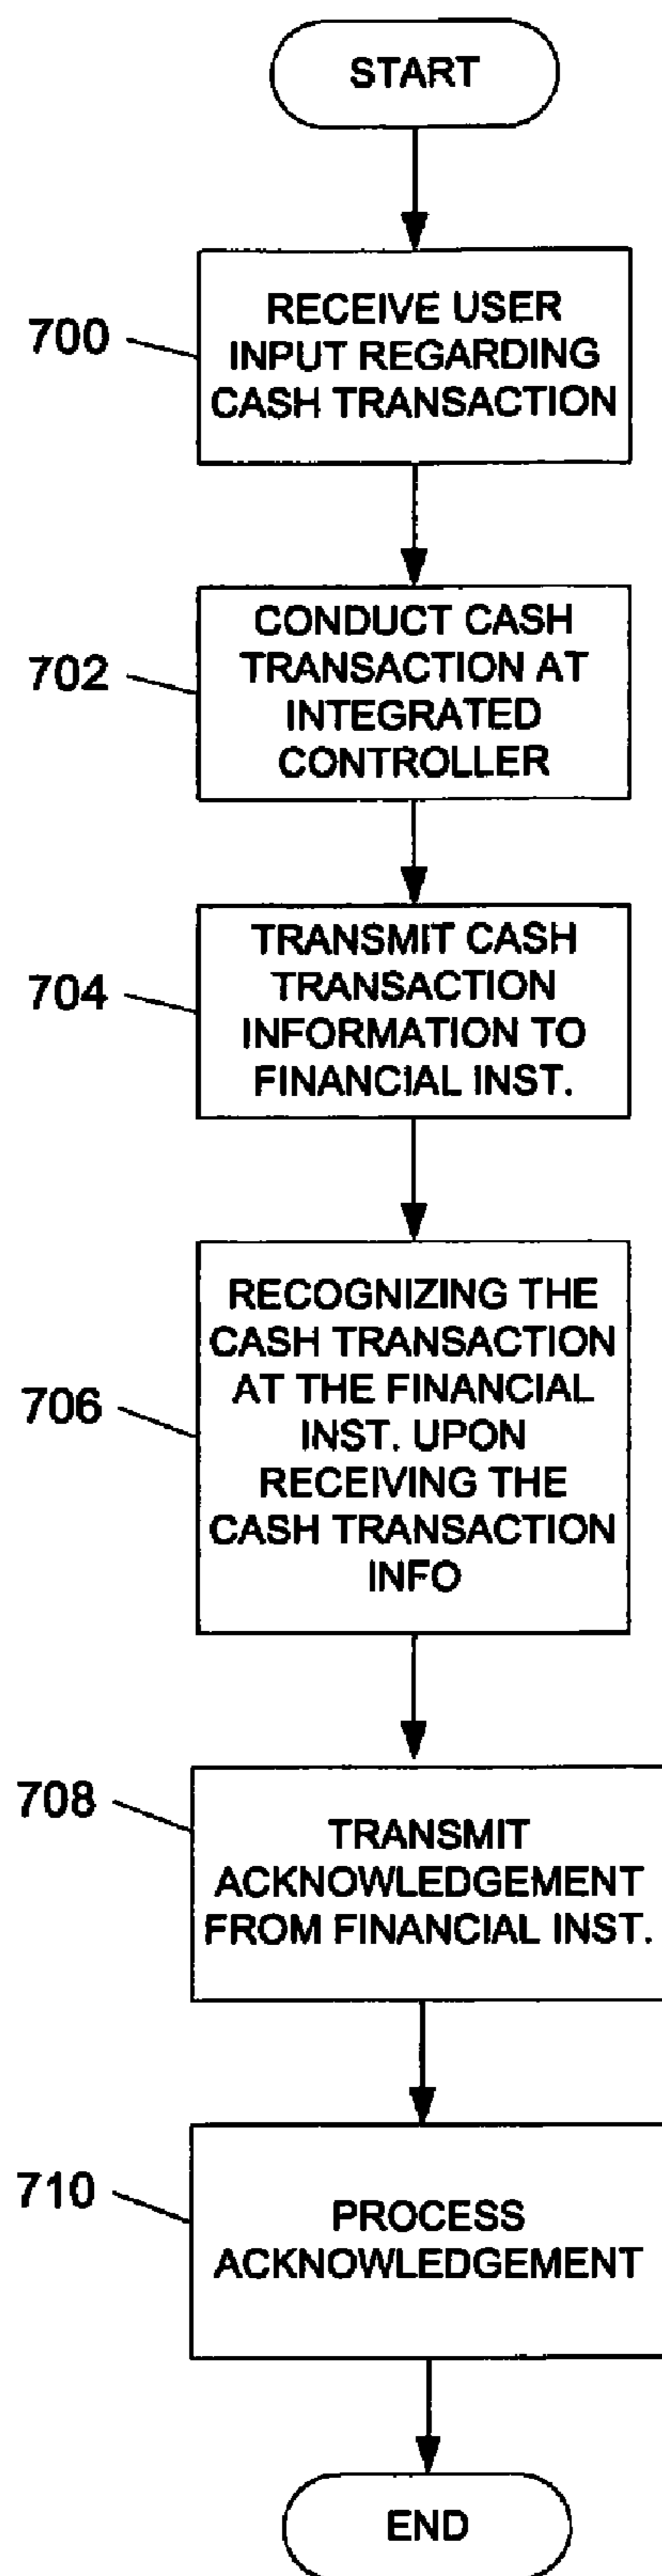 START
700
RECEIVE USER
INPUT REGARDING
CASH TRANSACTION
702
CONDUCT CASH
TRANSACTION AT
INTEGRATED
CONTROLLER
704
TRANSMIT CASH
TRANSACTION
INFORMATION TO
FINANCIAL INST.
706
RECOGNIZING THE
CASH TRANSACTION
AT THE FINANCIAL
INST. UPON
RECEIVING THE
CASH TRANSACTION
INFO
708
TRANSMIT
ACKNOWLEDGEMENT
FROM FINANCIAL INST.
710
PROCESS
ACKNOWLEDGEMENT
END